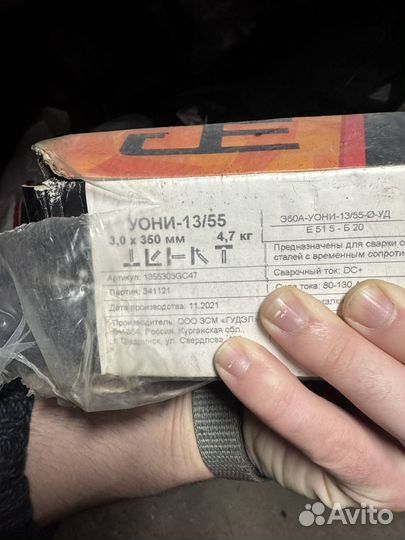 УОНИ-13/55
3,0 х 350 мм 4,7 кг
Артикул: 1355303GC47
Партия: 341121
Дата производства: 11.2021
Производитель: ООО ЗСМ «ГУДЭЛ»
Россия, Курганская обл.,
г. Шадринск, ул. Свердлова
Э50А-УОНИ-13/55-Ø-УД
Е 51 5 - Б 20
Предназначены для сварки
сталей с временным
Сварочный ток: DC+
Сила тока: 80-130
Avito